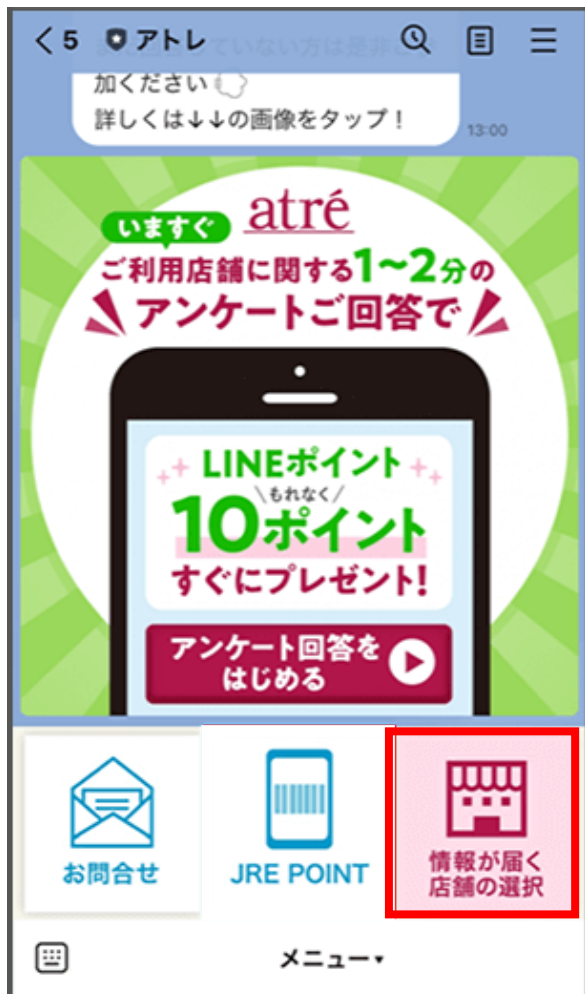 5 アトレ
加ください
詳しくは↓↓の画像をタップ！
13:00
atré
いますぐ
ご利用店舗に関する1〜2分の
アンケートご回答で
LINEポイント
もれなく
10ポイント
すぐにプレゼント!
アンケート回答を
はじめる
お問合せ
JRE POINT
情報が届く
店舗の選択
メニュー▾